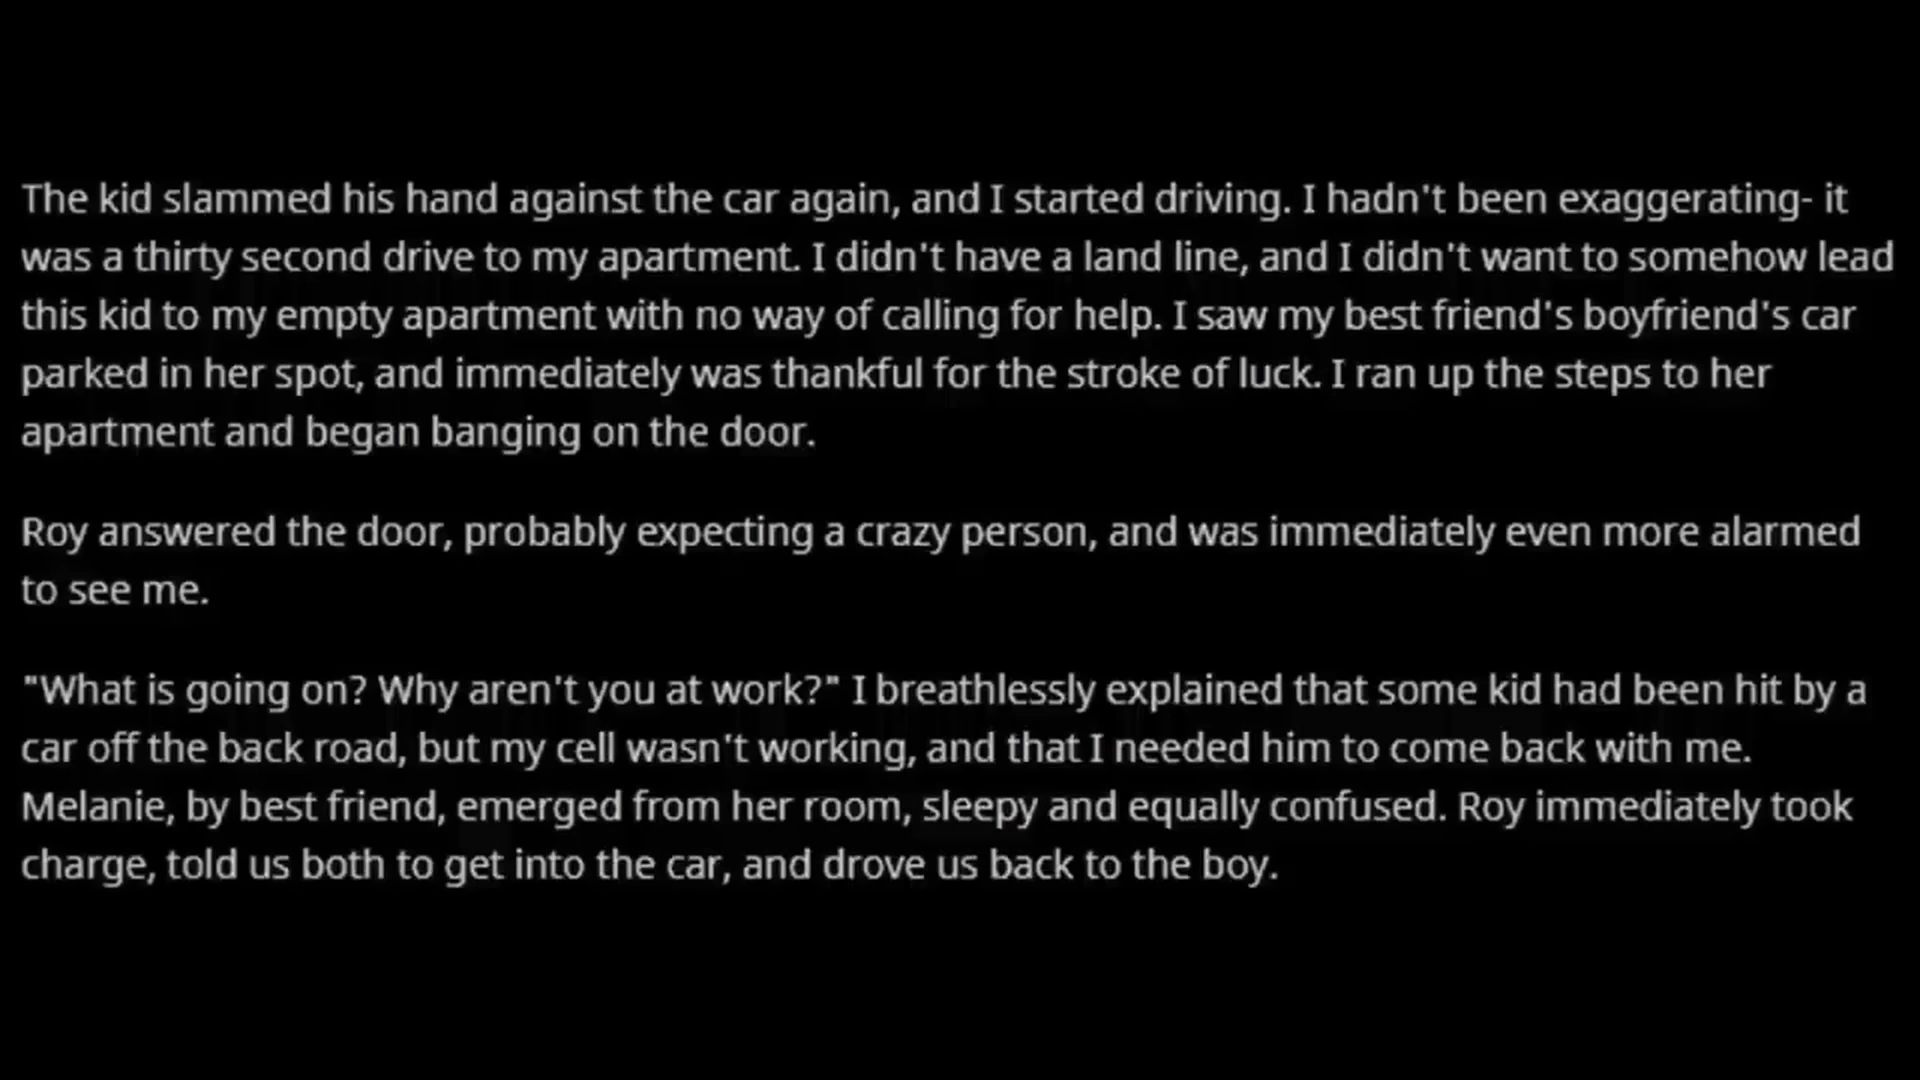 The kid slammed his hand against the car again, and I started driving. I hadn't been exaggerating- it
was a thirty second drive to my apartment. I didn't have a land line, and I didn't want to somehow lead
this kid to my empty apartment with no way of calling for help. I saw my best friend's boyfriend's car
parked in her spot, and immediately was thankful for the stroke of luck. I ran up the steps to her
apartment and began banging on the door.
Roy answered the door, probably expecting a crazy person, and was immediately even more alarmed
to see me.
"What is going on? Why aren't you at work?" I breathlessly explained that some kid had been hit by a
car off the back road, but my cell wasn't working, and that I needed him to come back with me.
Melanie, by best friend, emerged from her room, sleepy and equally confused. Roy immediately took
charge, told us both to get into the car, and drove us back to the boy.